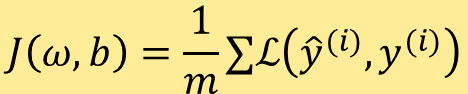 J(ω, b) = 1/m ∑ℒ(ŷ⁽ⁱ⁾, y⁽ⁱ⁾)